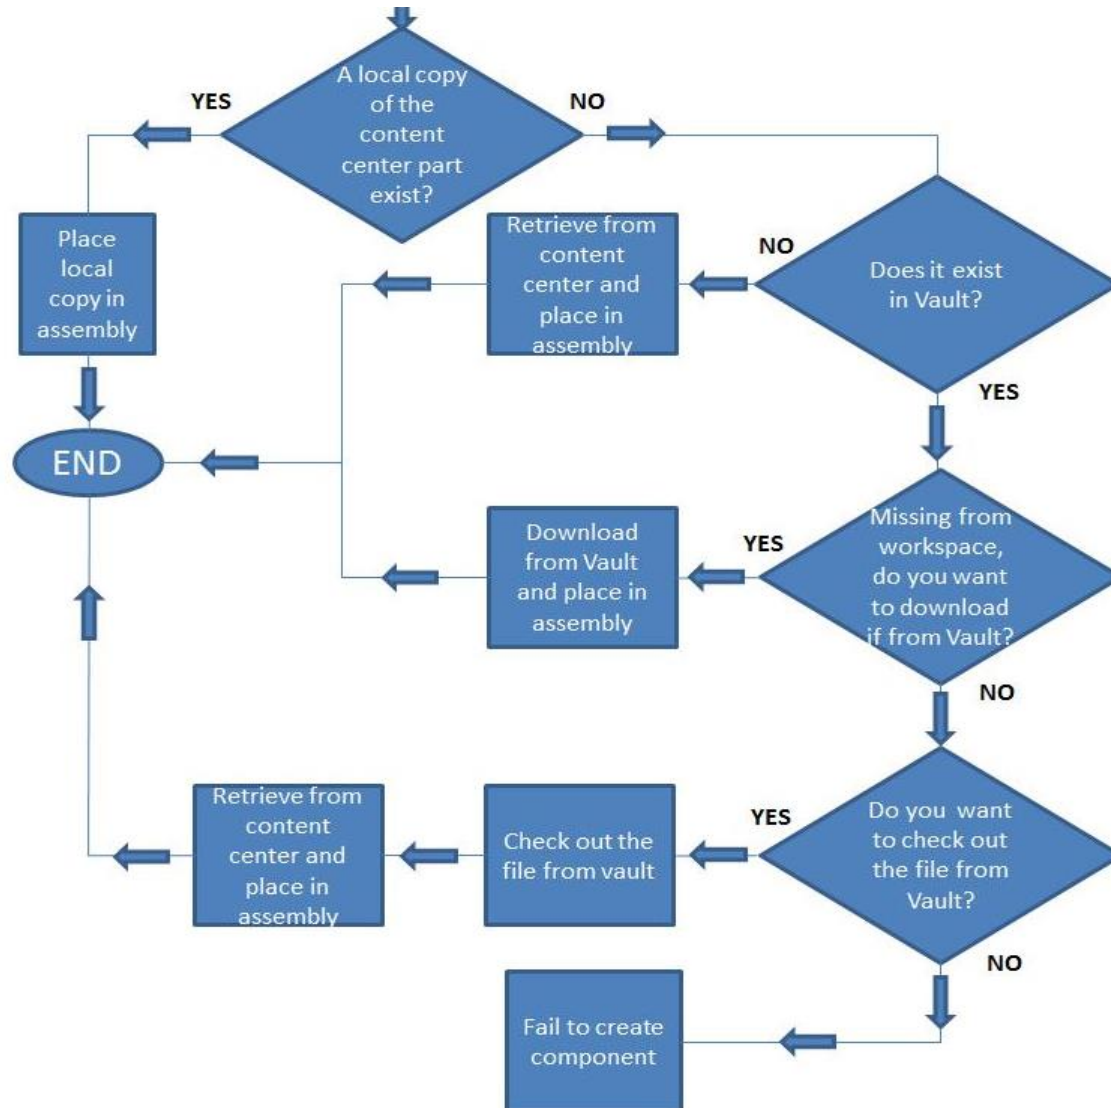 A local copy
of the
content
center part
exist?
YES
NO
Place
local
copy in
assembly
Retrieve from
content
center and
place in
assembly
NO
Does it exist
in Vault?
YES
END
Download
from Vault
and place in
assembly
YES
Missing from
workspace,
do you want
to download
if from Vault?
NO
Retrieve from
content
center and
place in
assembly
Check out the
file from vault
YES
Do you want
to check out
the file from
Vault?
NO
Fail to create
component